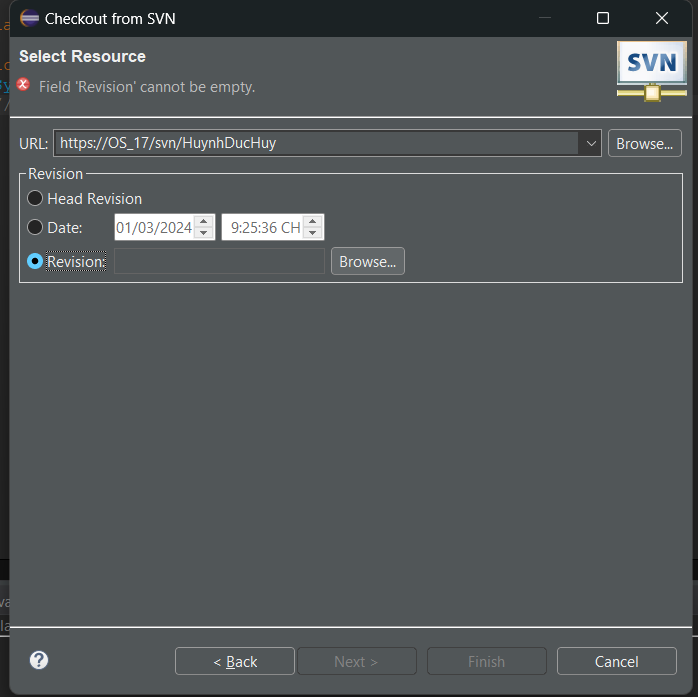 Checkout from SVN
Select Resource
Field 'Revision' cannot be empty.
SVN
URL: https://OS_17/svn/HuynhDucHuy Browse...
Revision
Head Revision
Date: 01/03/2024 9:25:36 CH
Revision: Browse...
? < Back Next > Finish Cancel